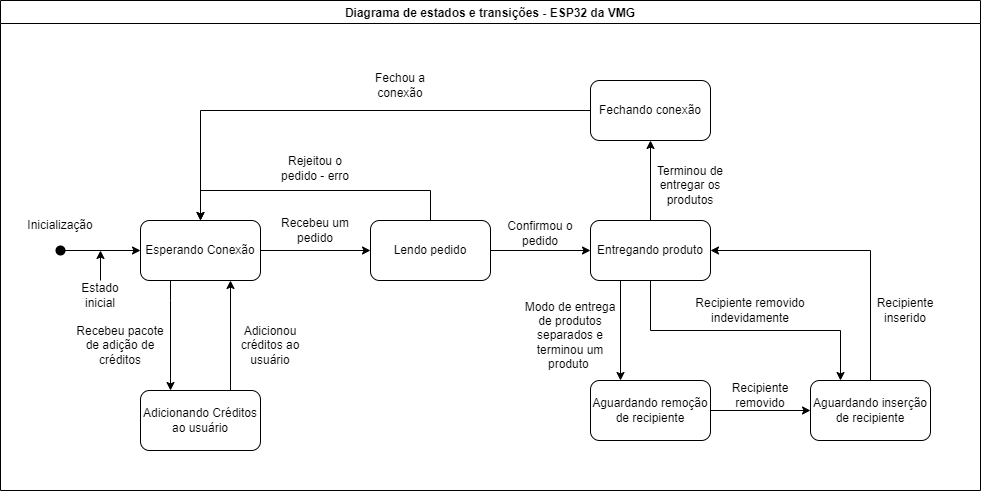 Diagrama de estados e transições - ESP32 da VMG
Fechou a
conexão
Fechando conexão
Rejeitou o
pedido - erro
Terminou de
entregar os
produtos
Inicialização
Esperando Conexão
Recebeu um
pedido
Lendo pedido
Confirmou o
pedido
Entregando produto
Estado
inicial
Recebeu pacote
de adição de
créditos
Adicionou
créditos ao
usuário
Modo de entrega
de produtos
separados e
terminou um
produto
Recipiente removido
indevidamente
Recipiente
inserido
Adicionando Créditos
ao usuário
Aguardando remoção
de recipiente
Recipiente
removido
Aguardando inserção
de recipiente